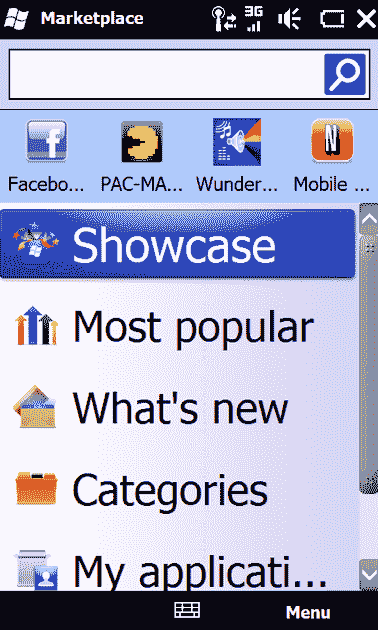 Marketplace
3G
Facebo... PAC-MA... Wunder... Mobile ...
Showcase
Most popular
What's new
Categories
My applicati...
Menu